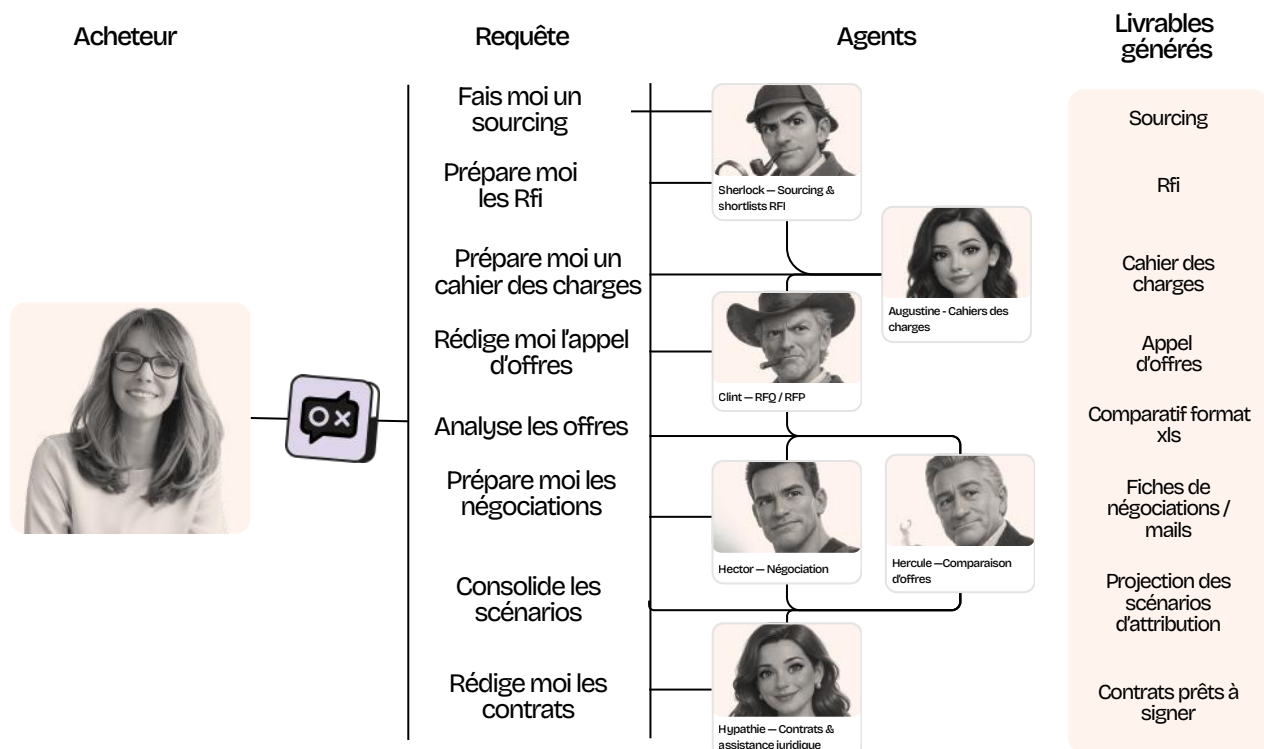 Acheteur
Requête
Agents
Livrables
générés
Fais moi un
sourcing
Prépare moi
les Rfi
Prépare moi un
cahier des charges
Rédige moi l'appel
d'offres
Analyse les offres
Prépare moi les
négociations
Consolide les
scénarios
Rédige moi les
contrats
Sherlock — Sourcing &
shortlists RFI
Augustine - Cahiers des
charges
Clint — RFQ / RFP
Hector — Négociation
Hercule —Comparaison
d'offres
Hypathie — Contrats &
assistance juridique
Sourcing
Rfi
Cahier des
charges
Appel
d'offres
Comparatif format
xls
Fiches de
négociations /
mails
Projection des
scénarios
d'attribution
Contrats prêts à
signer